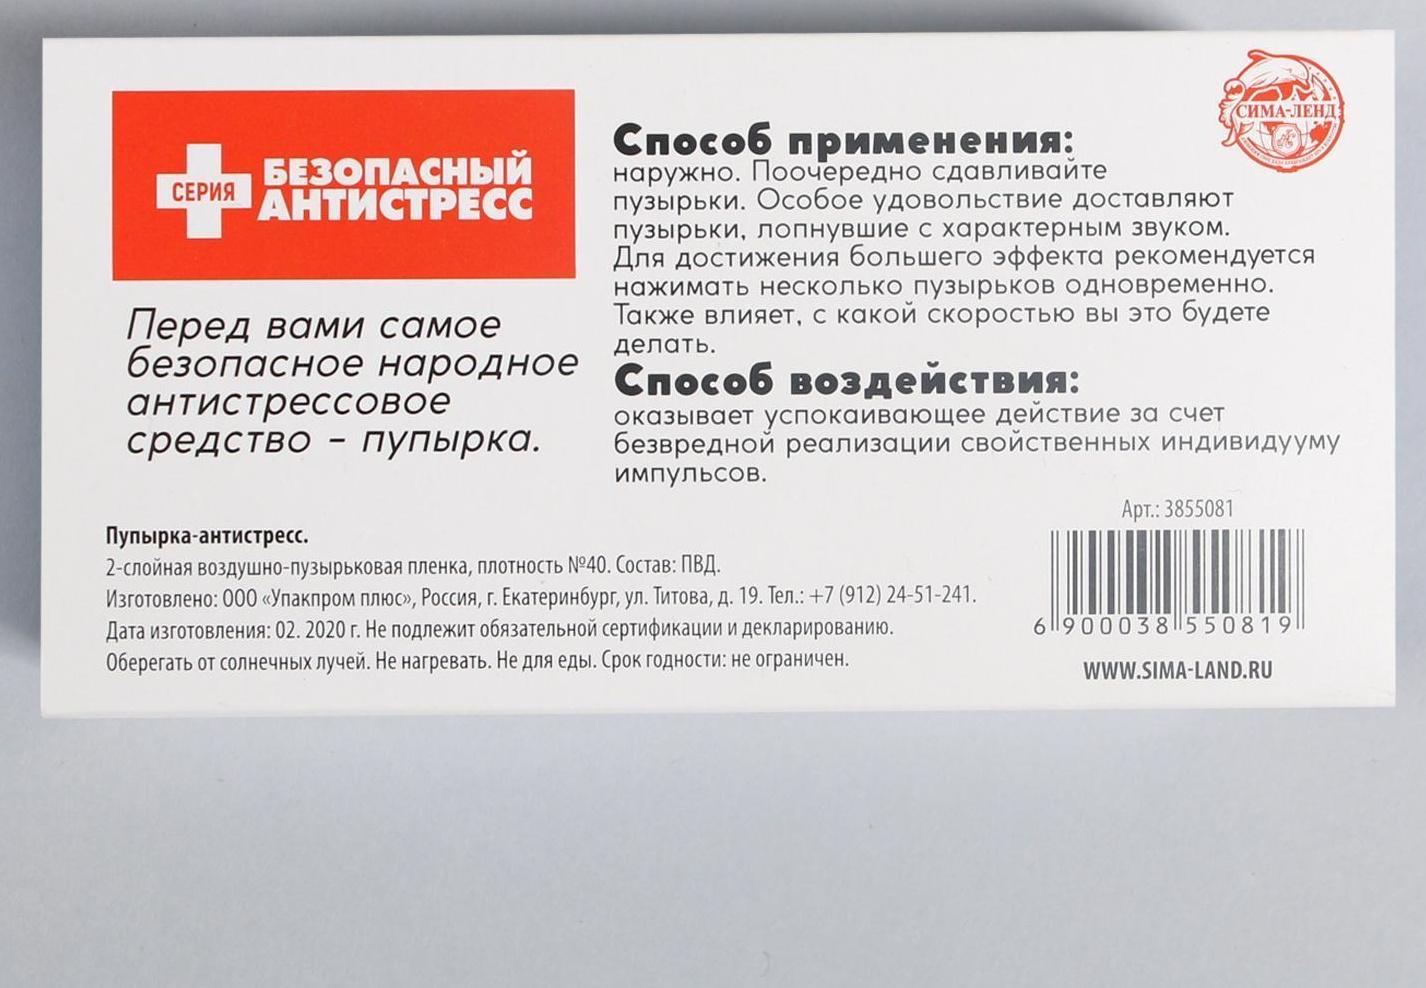 СЕРИЯ
БЕЗОПАСНЫЙ
АНТИСТРЕСС
Перед вами самое
безопасное народное
антистрессовое
средство – пупырка.
Способ применения:
наружно. Поочередно сдавливайте
пузырьки. Особое удовольствие доставляют
пузырьки, лопнувшие с характерным звуком.
Для достижения большего эффекта рекомендуется
нажимать несколько пузырьков одновременно.
Также влияет, с какой скоростью вы это будете
делать.
Способ воздействия:
оказывает успокаивающее действие за счет
безвредной реализации свойственных индивидууму
импульсов.
СИМА-ЛЕНД
Пупырка-антистресс.
2-слойная воздушно-пузырьковая пленка, плотность №40. Состав: ПВД.
Изготовлено: ООО «Упакпром плюс», Россия, г. Екатеринбург, ул. Титова, д. 19. Тел.: +7 (912) 24-51-241.
Дата изготовления: 02. 2020 г. Не подлежит обязательной сертификации и декларированию.
Оберегать от солнечных лучей. Не нагревать. Не для еды. Срок годности: не ограничен.
Арт.: 3855081
6 900038 550819
WWW.SIMA-LAND.RU